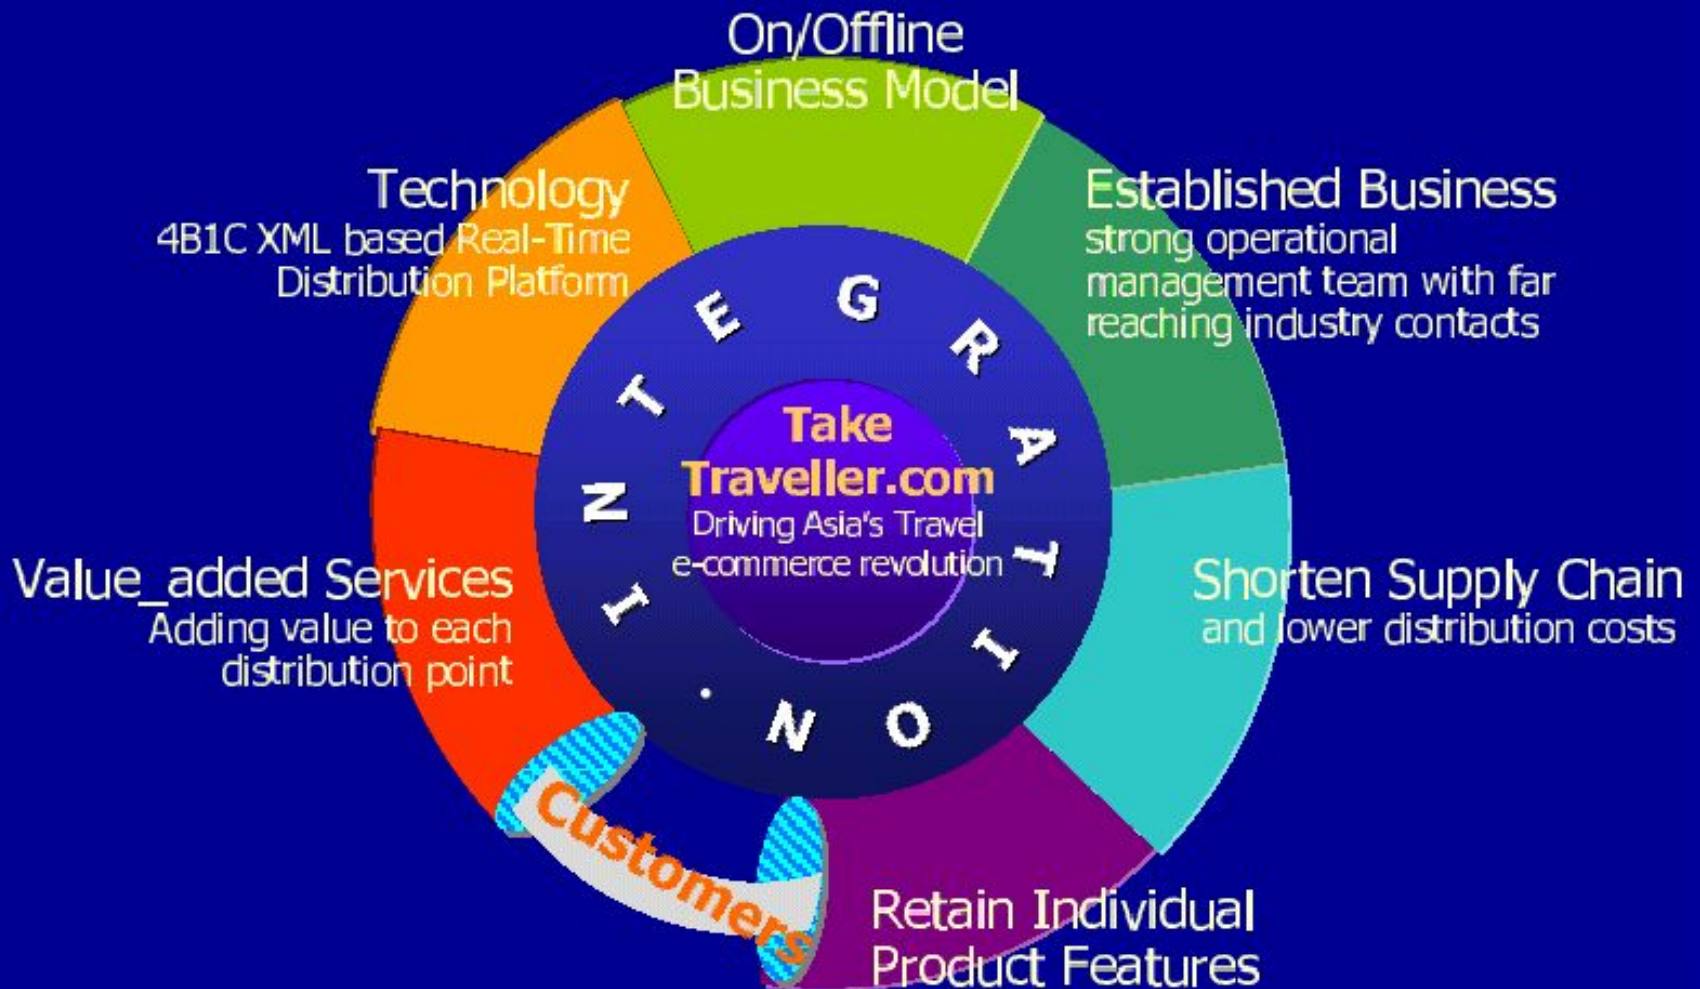 On/Offline
Business Model
Technology
4B1C XML based Real-Time
Distribution Platform
Established Business
strong operational
management team with far
reaching industry contacts
INTEGRATION.
Take
Traveller.com
Driving Asia's Travel
e-commerce revolution
Value_added Services
Adding value to each
distribution point
Shorten Supply Chain
and lower distribution costs
Customers
Retain Individual
Product Features